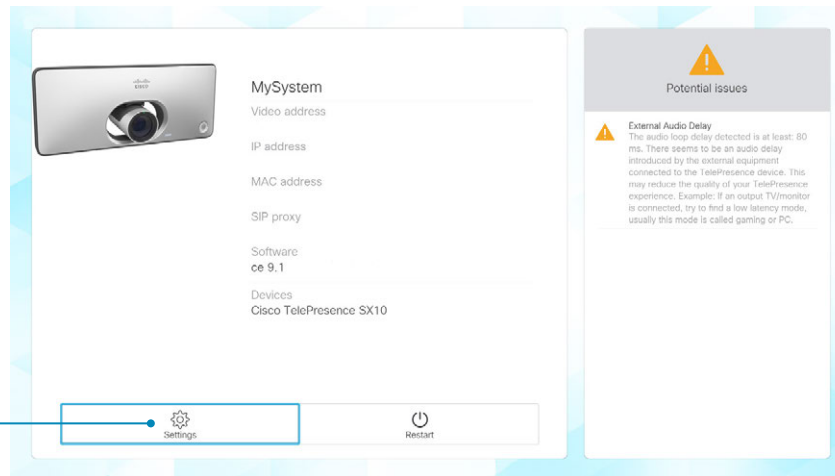 CISCO
MySystem
Video address
IP address
MAC address
SIP proxy
Software
ce 9.1
Devices
Cisco TelePresence SX10
Settings
Restart
Potential issues
External Audio Delay
The audio loop delay detected is at least: 80
ms. There seems to be an audio delay
introduced by the external equipment
connected to the TelePresence device. This
may reduce the quality of your TelePresence
experience. Example: If an output TV/monitor
is connected, try to find a low latency mode,
usually this mode is called gaming or PC.